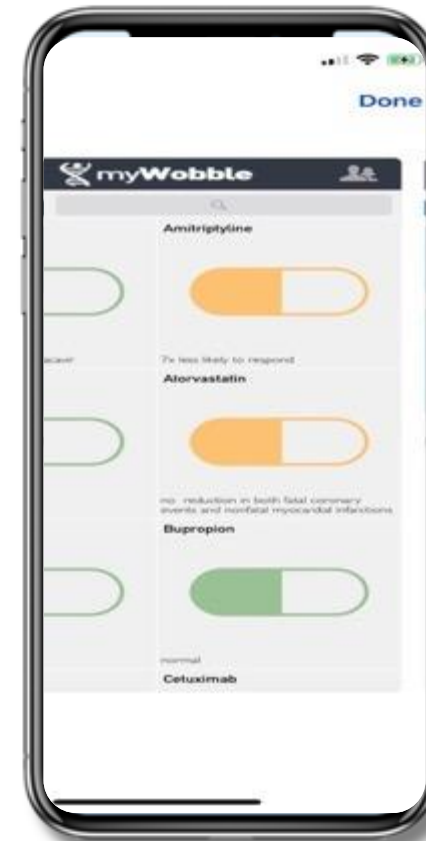 Done
myWobble
Amitriptyline
7x less likely to respond
Alorvastatin
no reduction in both fatal coronary
events and nonfatal myocardial infarctions
Bupropion
normal
Cetuximab